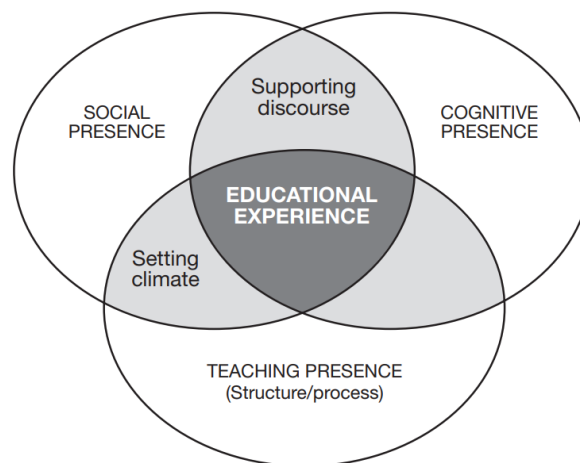 Supporting
discourse
SOCIAL
PRESENCE
COGNITIVE
PRESENCE
EDUCATIONAL
EXPERIENCE
Setting
climate
TEACHING PRESENCE
(Structure/process)